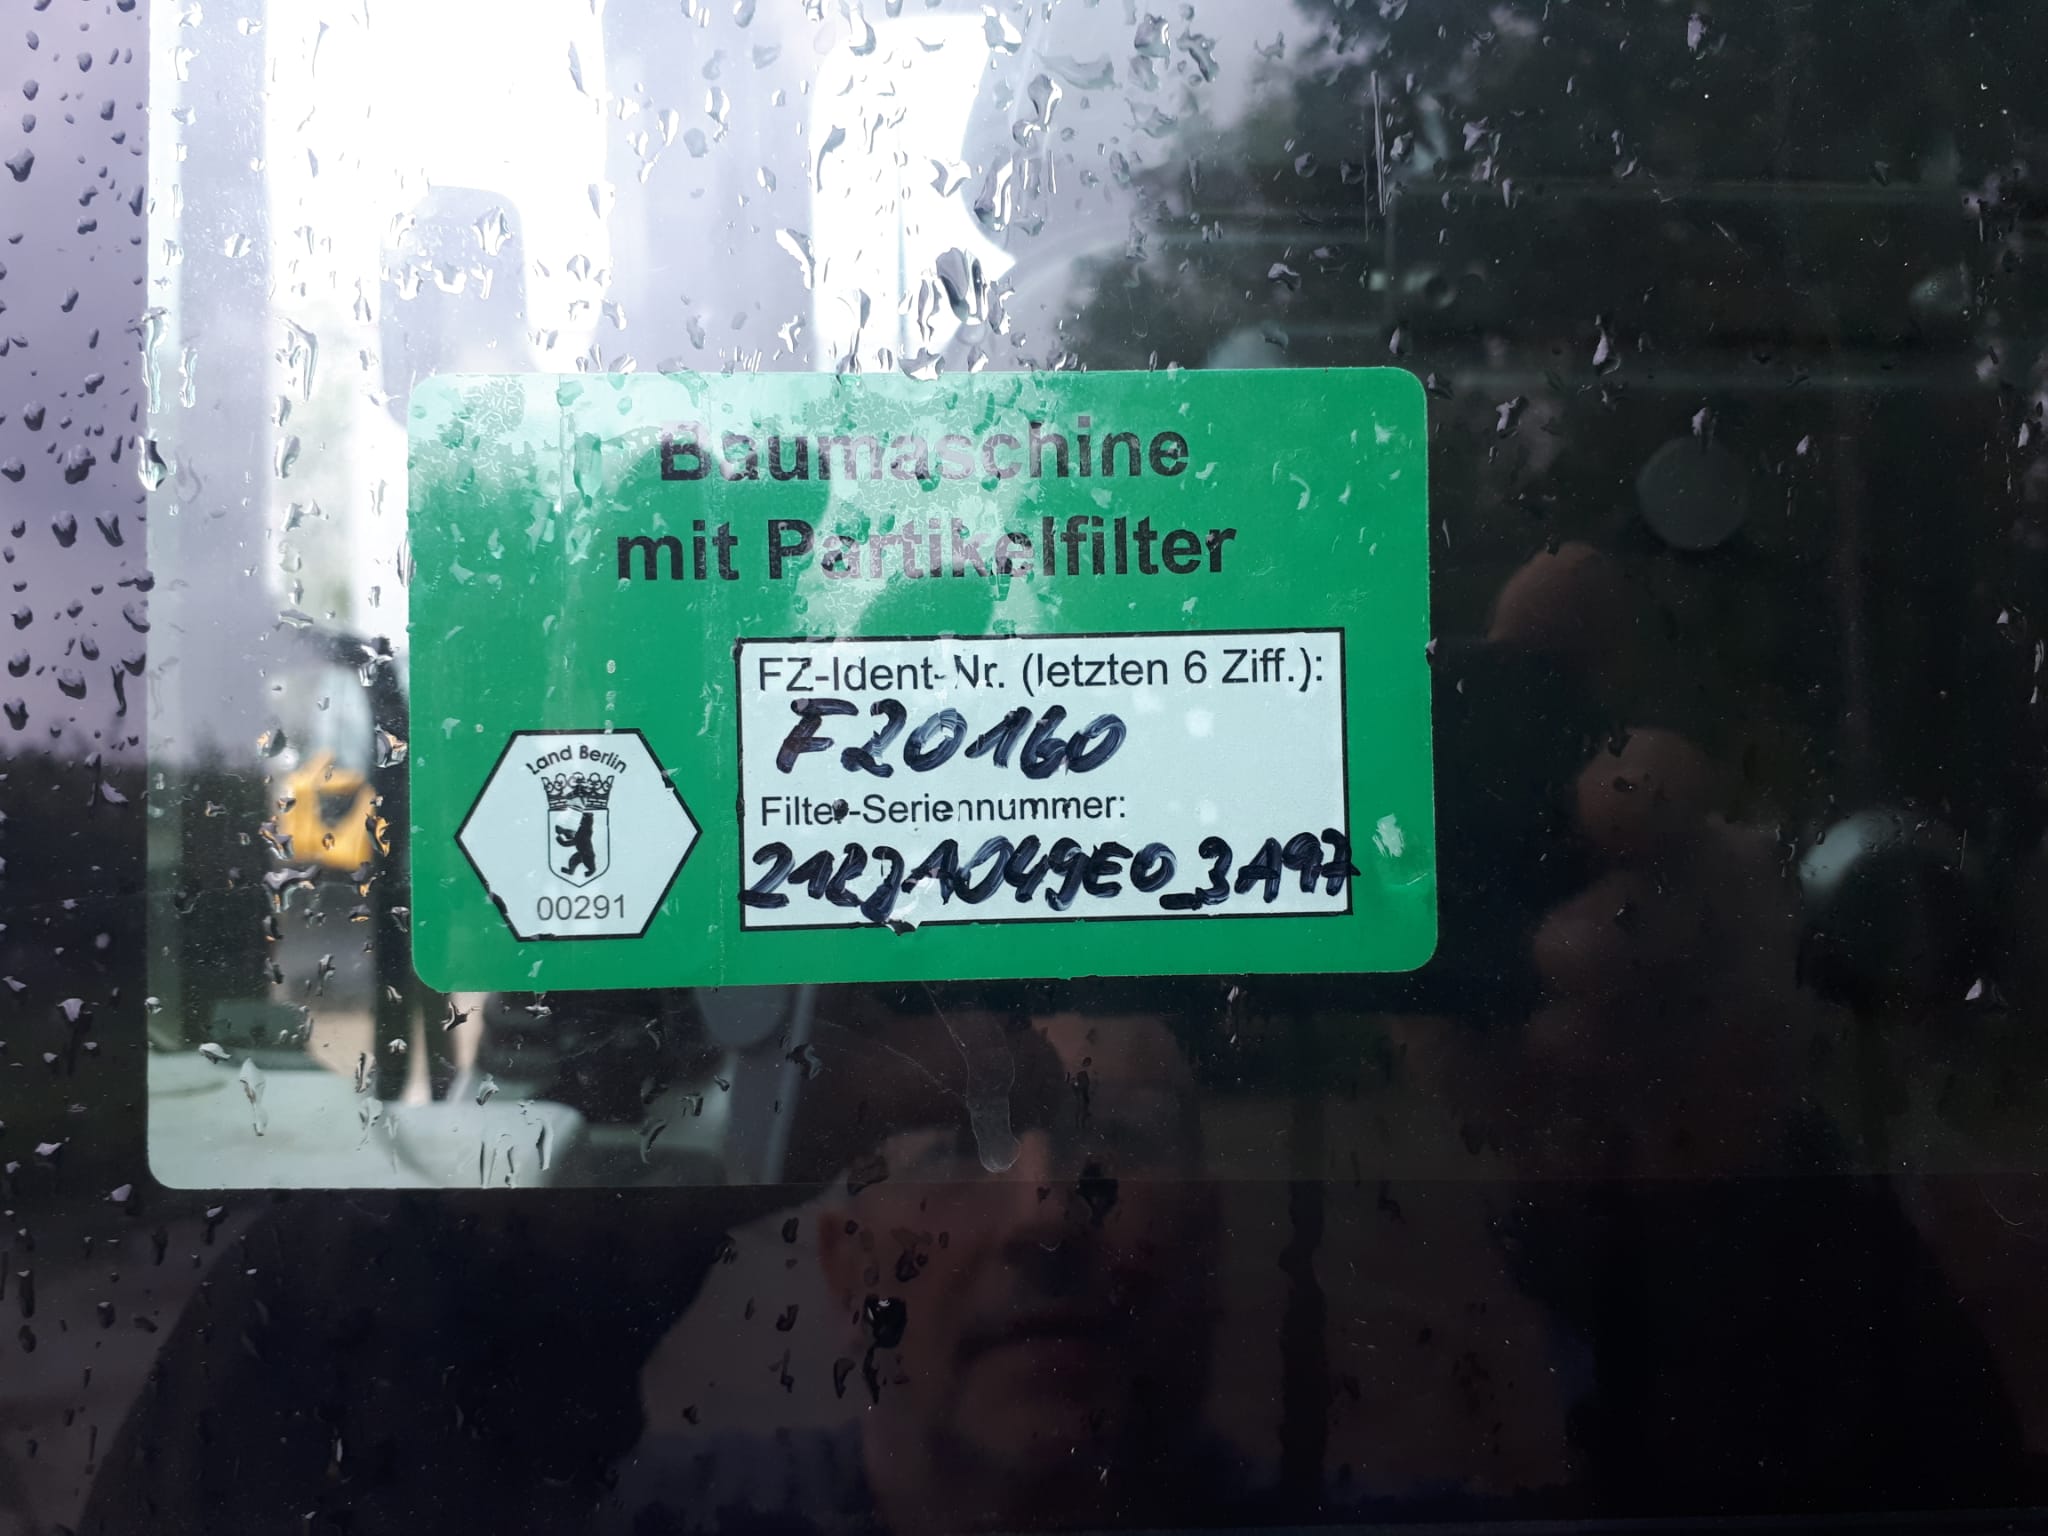 Baumaschine
mit Partikelfilter
FZ-Ident-Nr. (letzten 6 Ziff.):
F20160
Filter-Seriennummer:
Land Berlin
00291